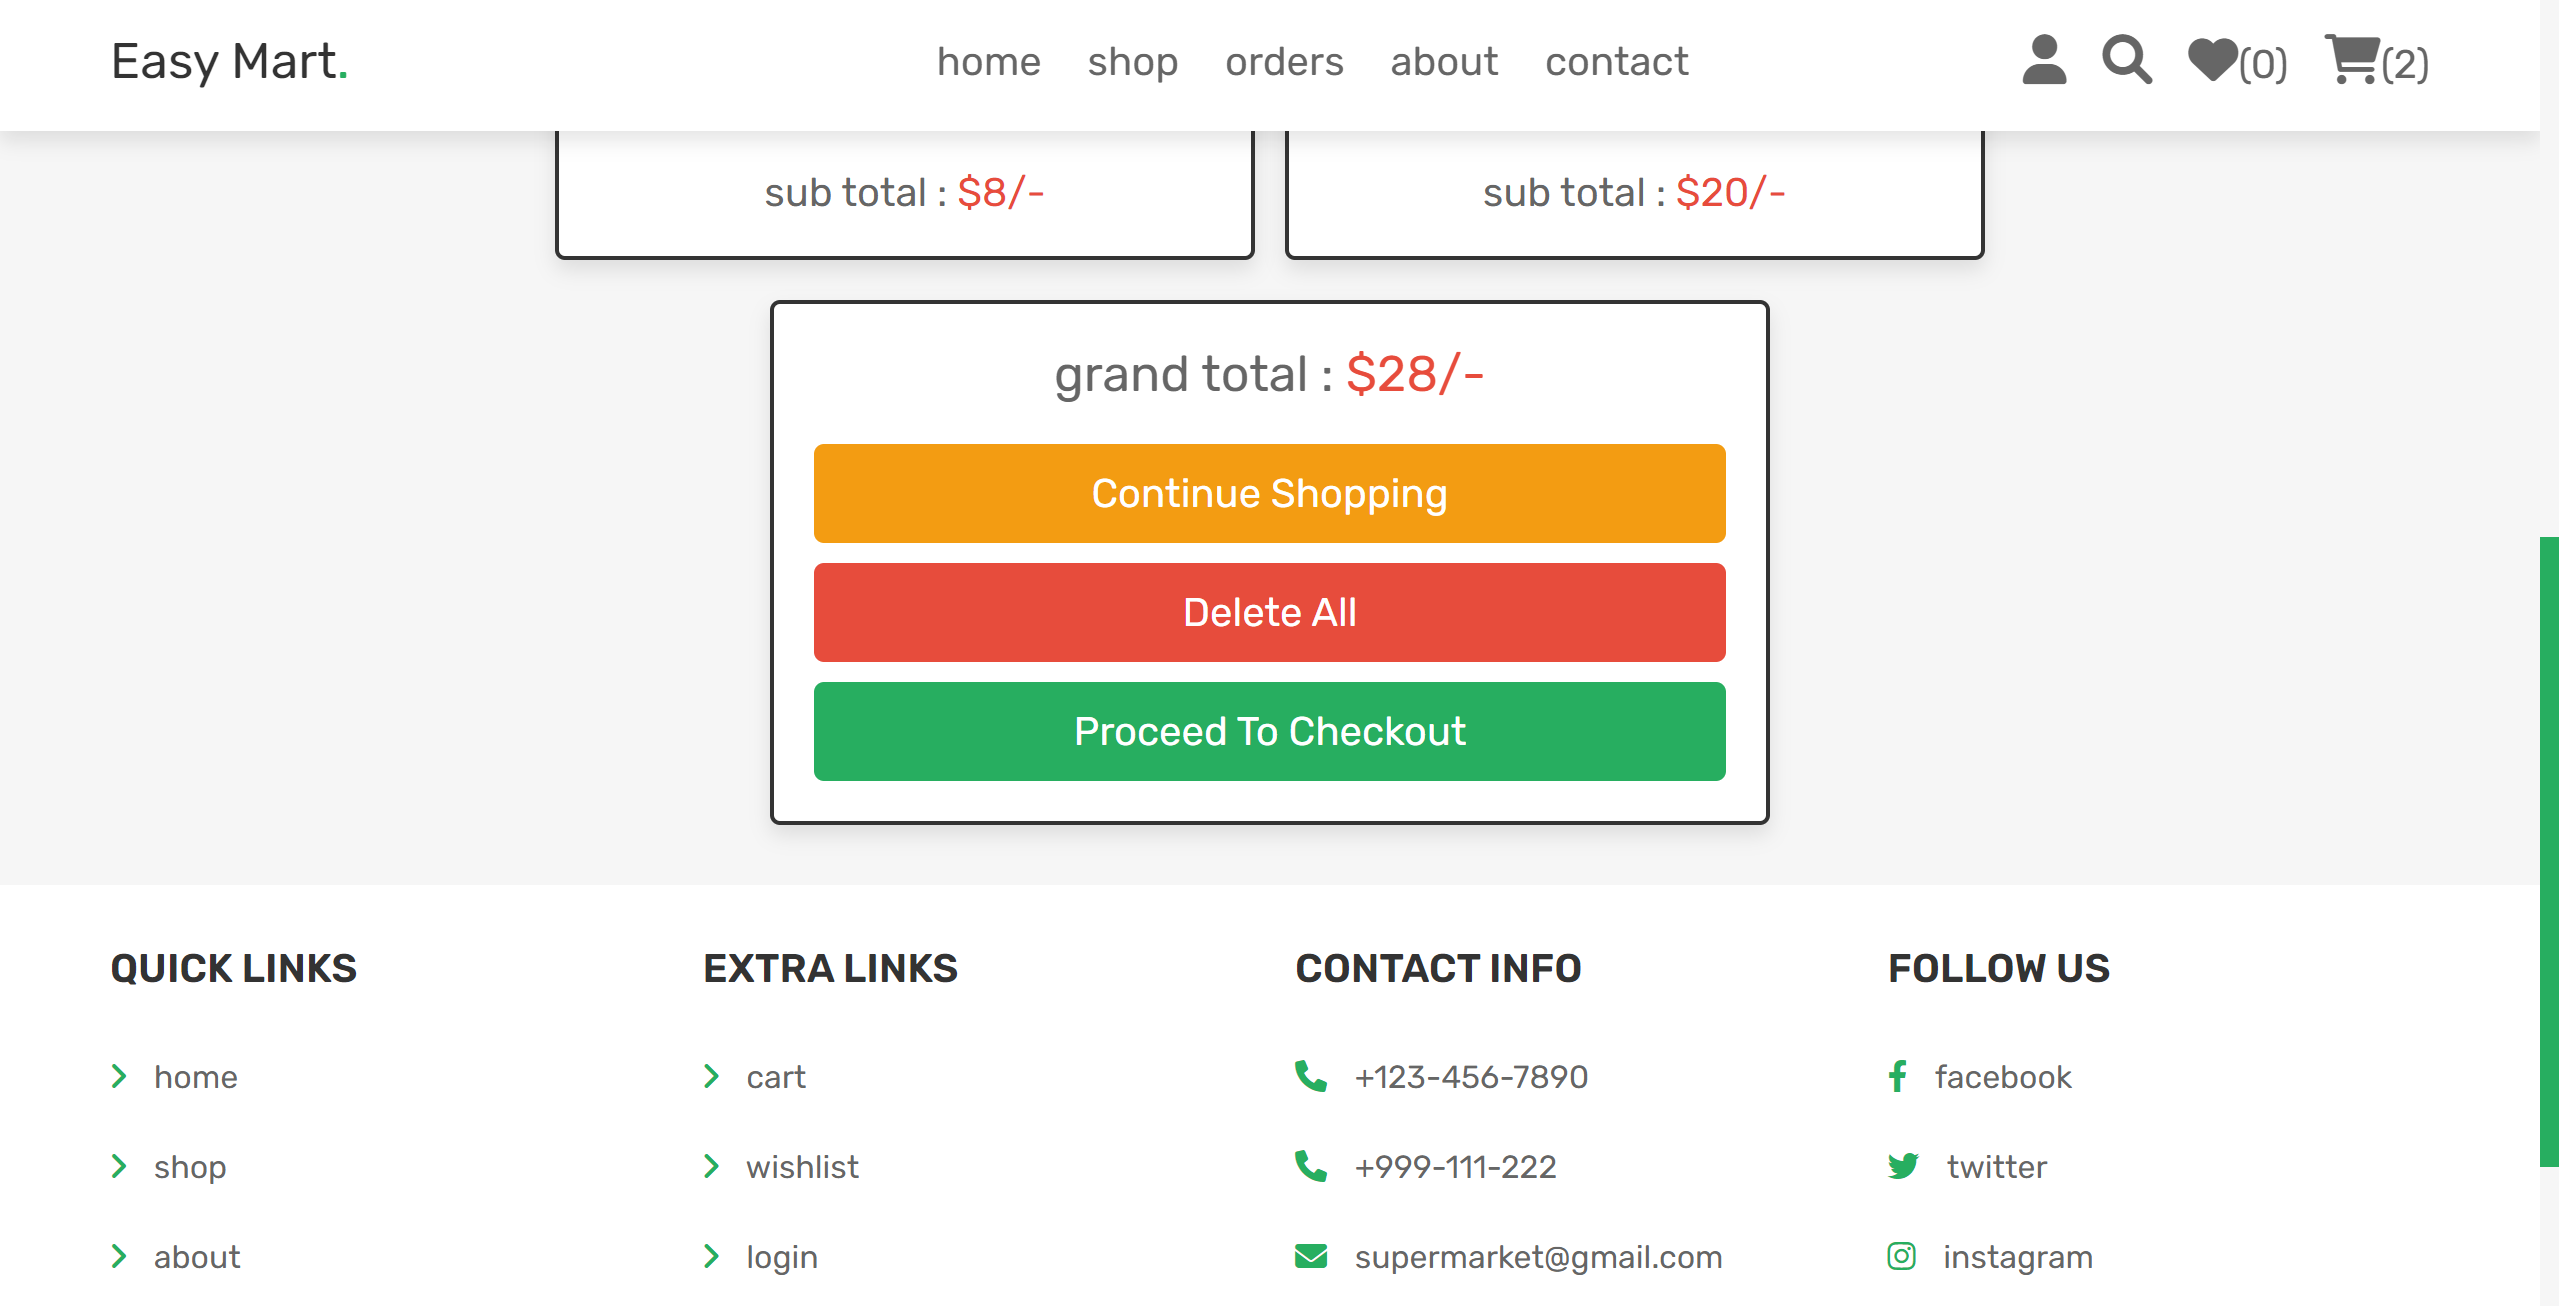 Easy Mart.
home shop orders about contact
(0) (2)
sub total : $8/-
sub total : $20/-
grand total : $28/-
Continue Shopping
Delete All
Proceed To Checkout
QUICK LINKS
home
shop
about
EXTRA LINKS
cart
wishlist
login
CONTACT INFO
+123-456-7890
+999-111-222
supermarket@gmail.com
FOLLOW US
facebook
twitter
instagram